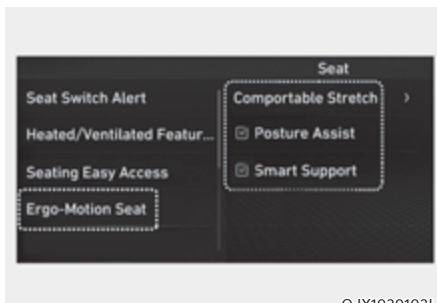 Seat
Seat Switch Alert
Heated/Ventilated Featur...
Seating Easy Access
Ergo-Motion Seat
Comportable Stretch
Posture Assist
Smart Support